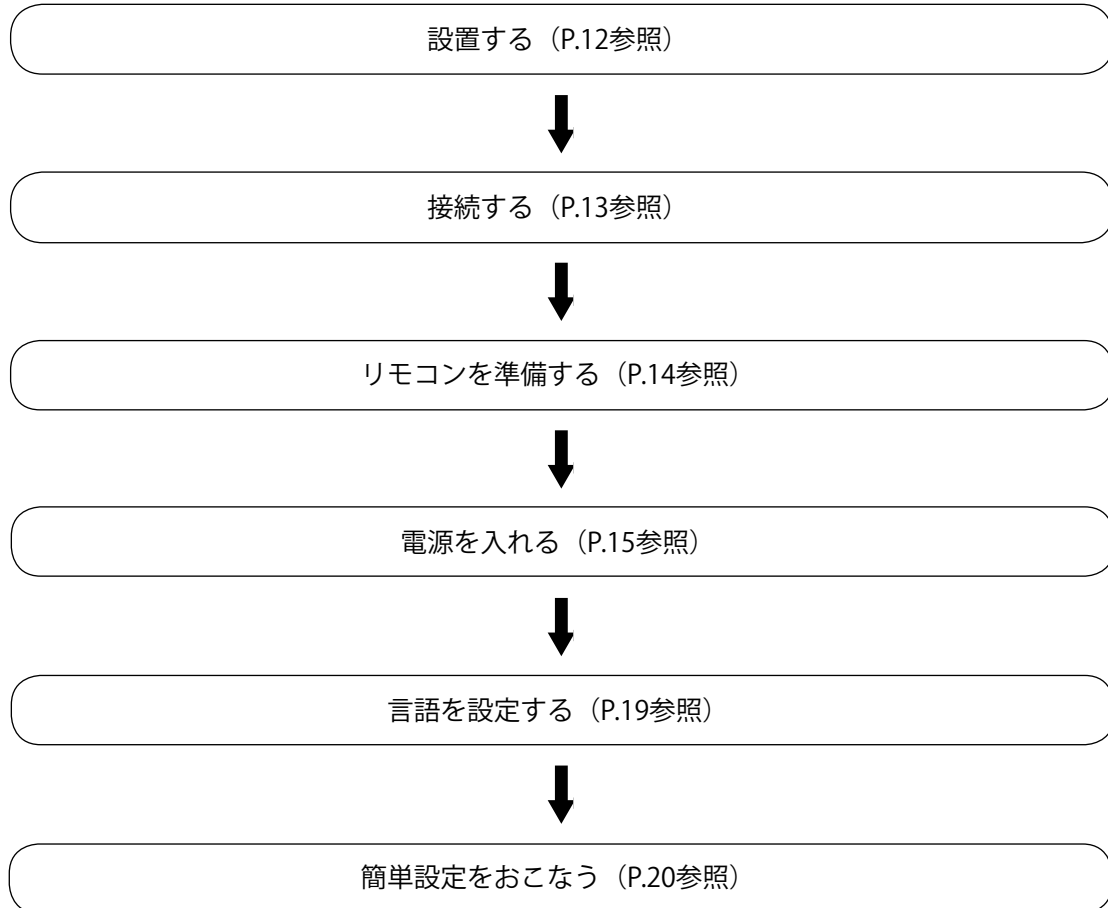 設置する（P.12参照）
接続する（P.13参照）
リモコンを準備する（P.14参照）
電源を入れる（P.15参照）
言語を設定する（P.19参照）
簡単設定をおこなう（P.20参照）